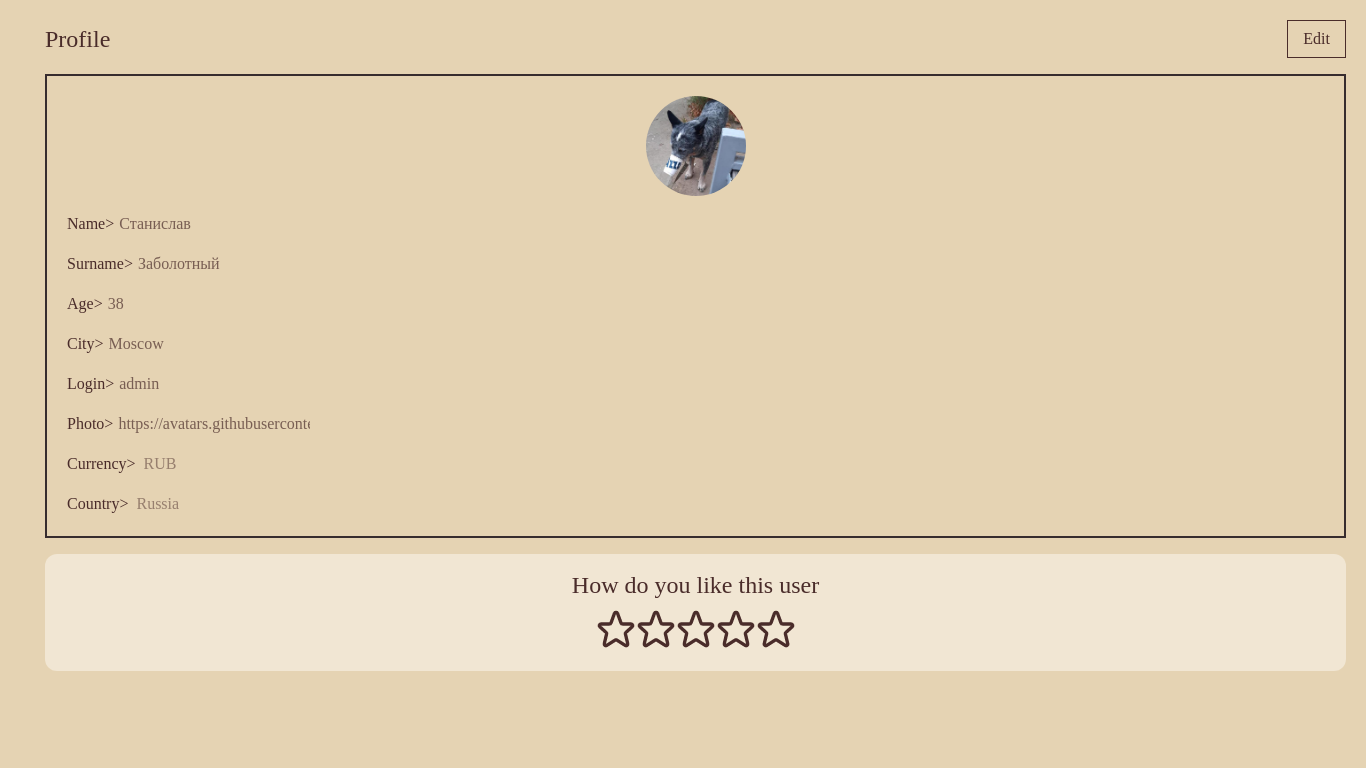 Profile
Edit
Name> Станислав
Surname> Заболотный
Age> 38
City> Moscow
Login> admin
Photo> https://avatars.githubuserconte
Currency> RUB
Country> Russia
How do you like this user